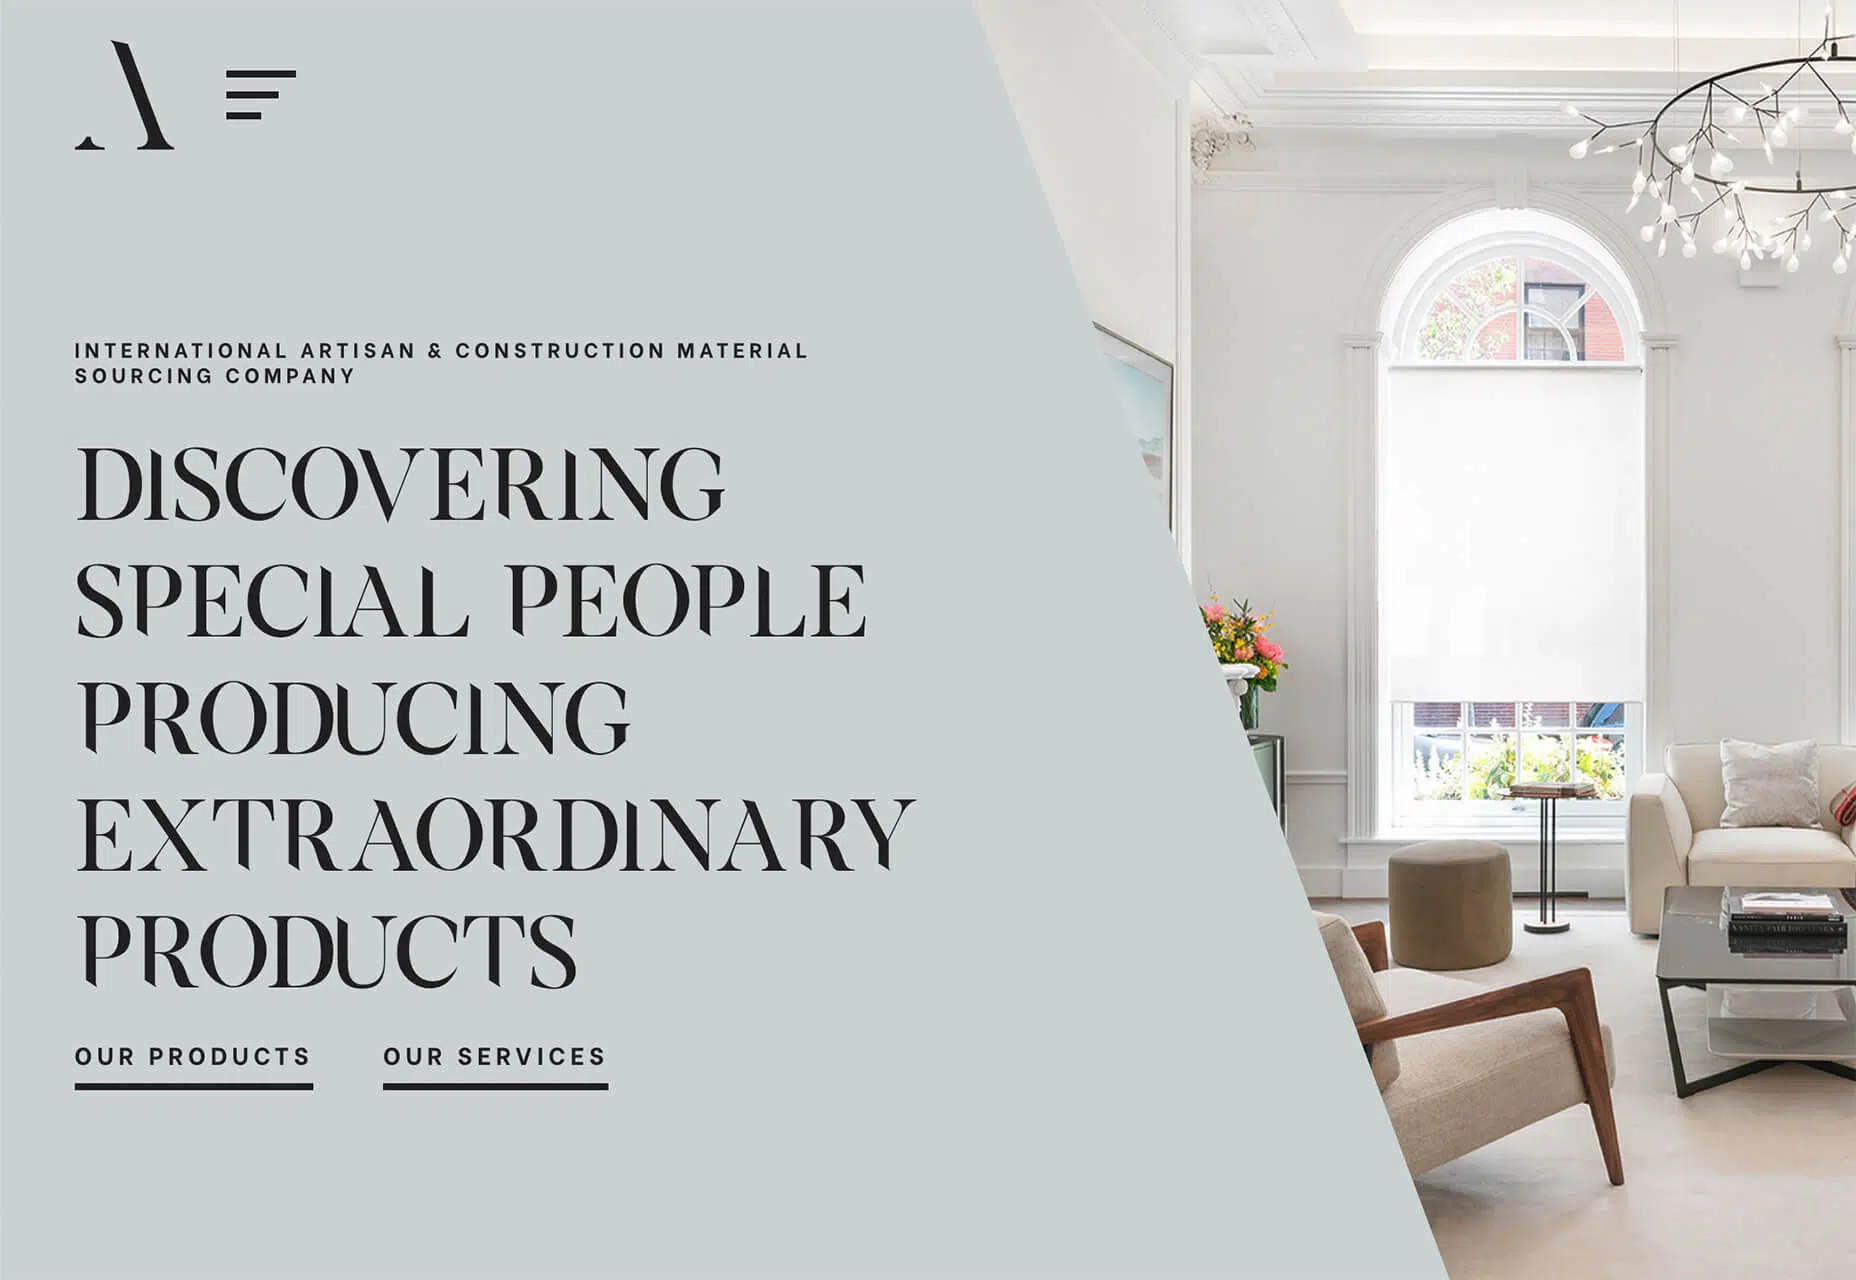 A
INTERNATIONAL ARTISAN & CONSTRUCTION MATERIAL
SOURCING COMPANY
DISCOVERING
SPECIAL PEOPLE
PRODUCING
EXTRAORDINARY
PRODUCTS
OUR PRODUCTS
OUR SERVICES